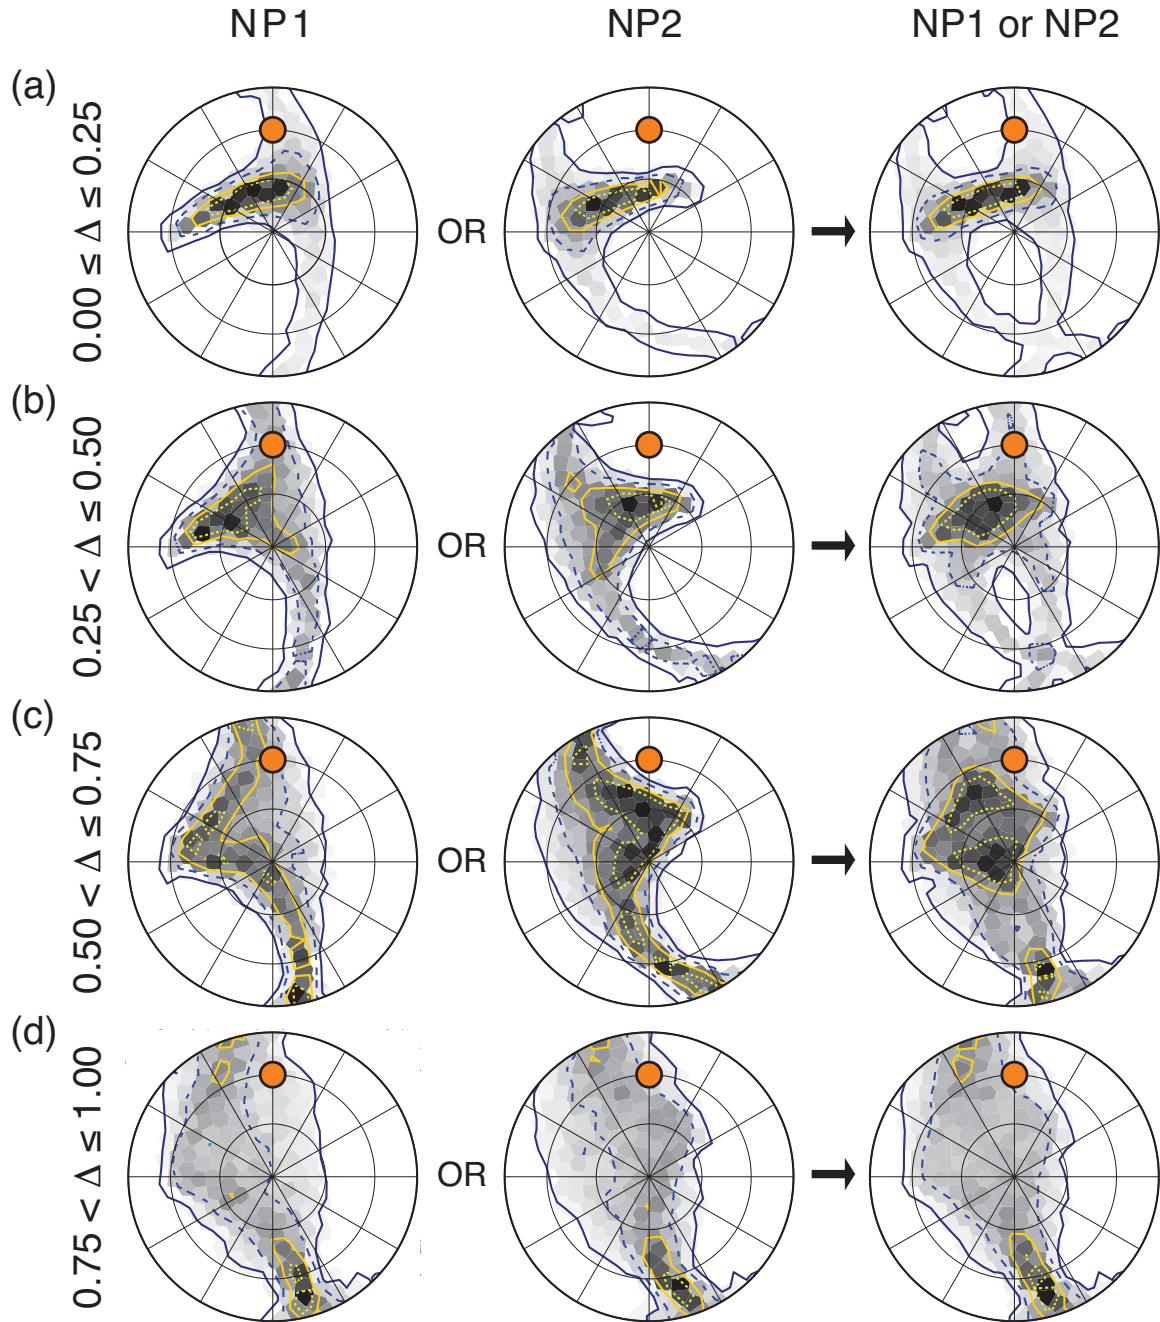 NP1 NP2 NP1 or NP2
(a) 0.00 ≤ Δ ≤ 0.25 OR
(b) 0.25 < Δ ≤ 0.50 OR
(c) 0.50 < Δ ≤ 0.75 OR
(d) 0.75 < Δ ≤ 1.00 OR